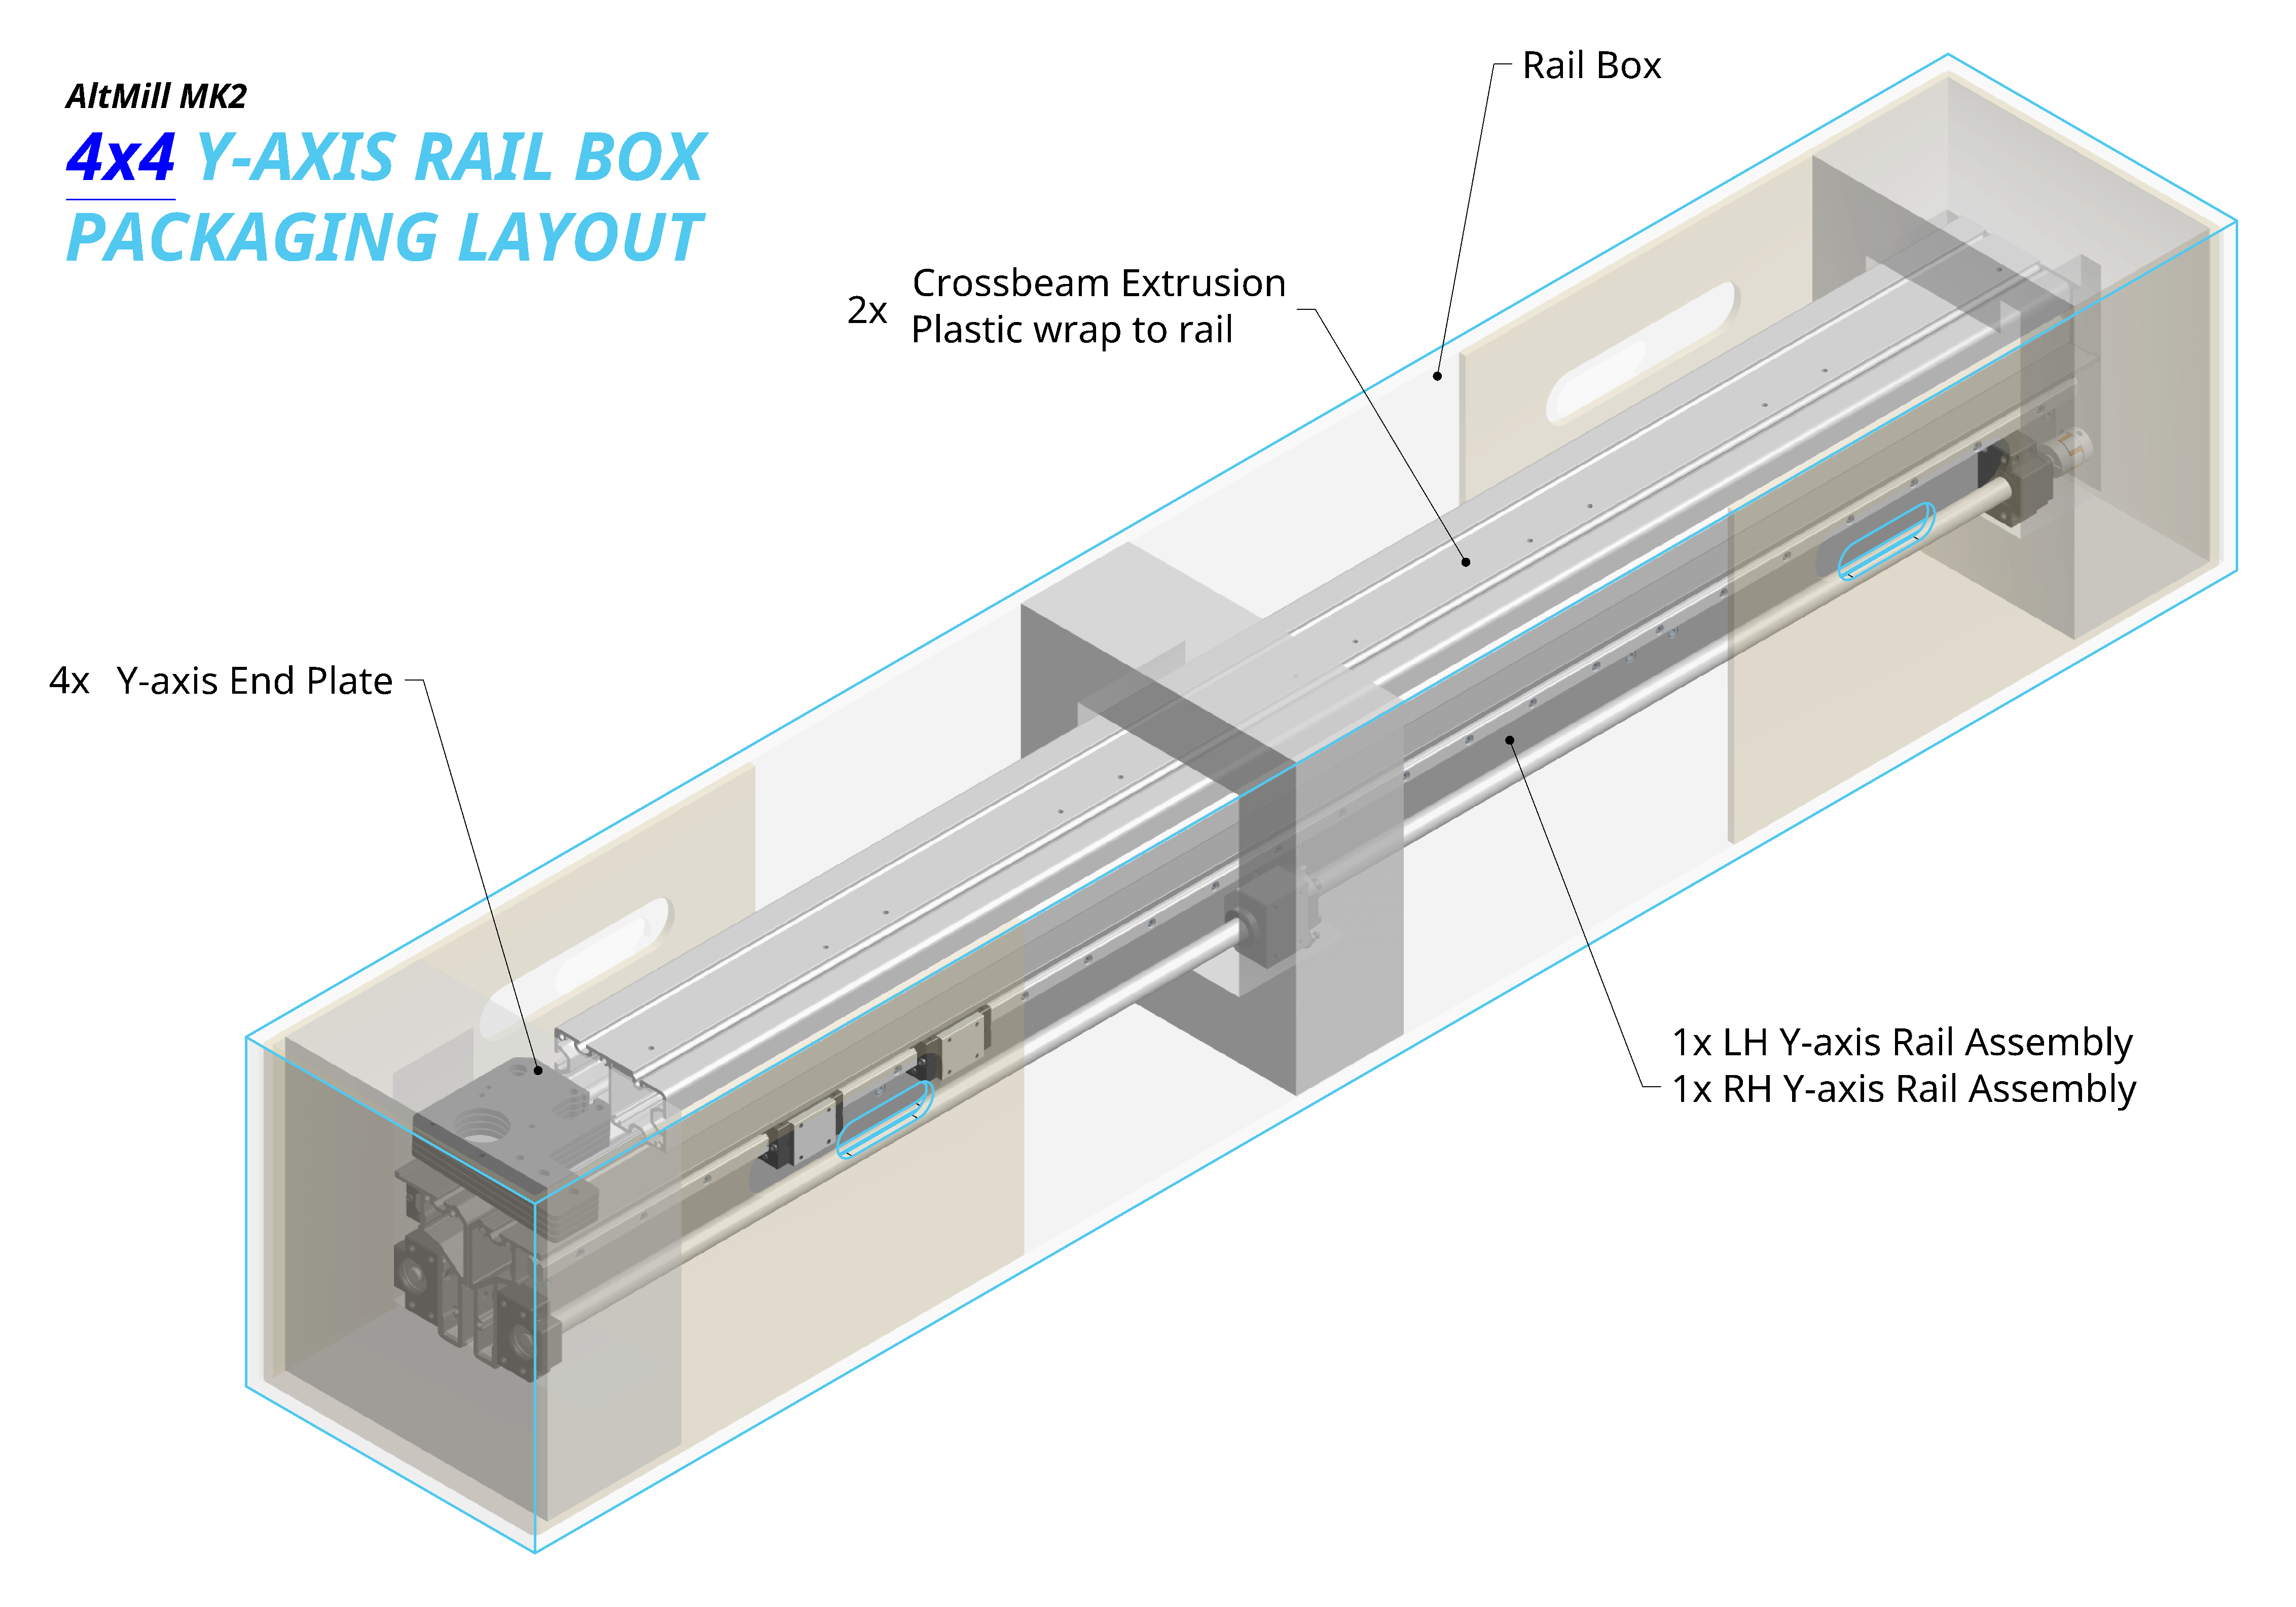 AltMill MK2
4x4 Y-AXIS RAIL BOX
PACKAGING LAYOUT
Rail Box
2x Crossbeam Extrusion
Plastic wrap to rail
4x Y-axis End Plate
1x LH Y-axis Rail Assembly
1x RH Y-axis Rail Assembly